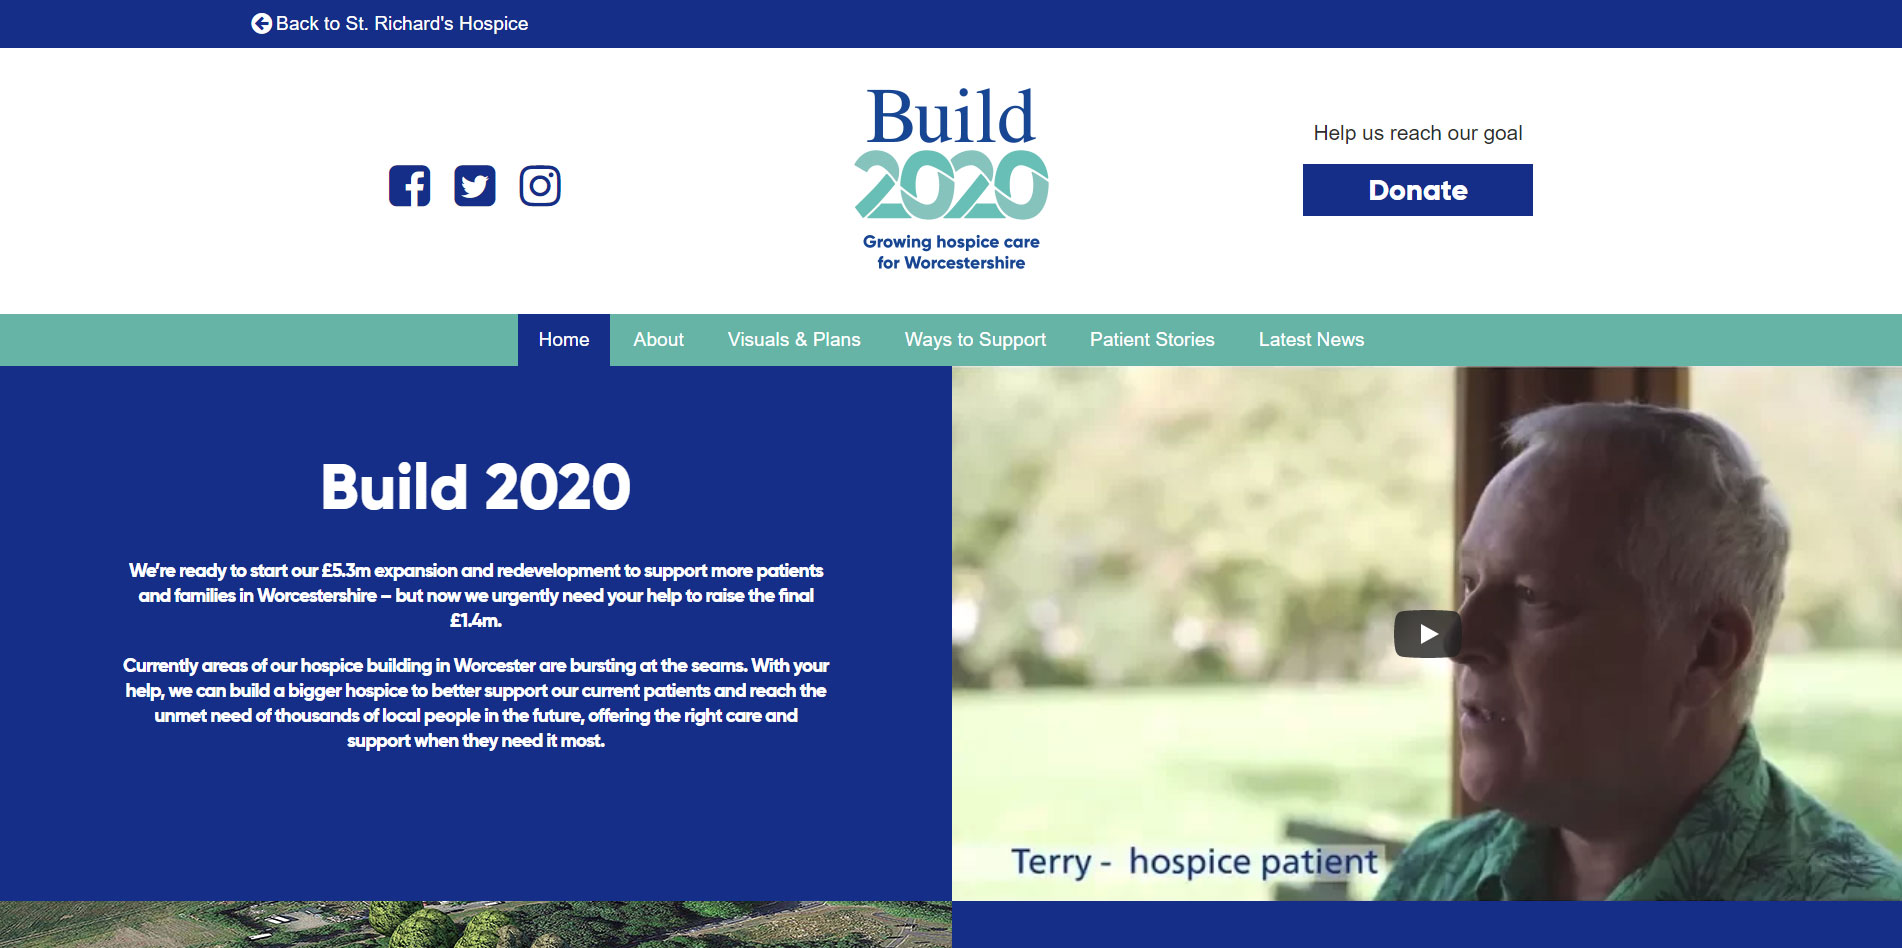 Back to St. Richard's Hospice
Build
2020
Growing hospice care
for Worcestershire
Help us reach our goal
Donate
Home About Visuals & Plans Ways to Support Patient Stories Latest News
Build 2020
We're ready to start our £5.3m expansion and redevelopment to support more patients
and families in Worcestershire – but now we urgently need your help to raise the final
£1.4m.
Currently areas of our hospice building in Worcester are bursting at the seams. With your
help, we can build a bigger hospice to better support our current patients and reach the
unmet need of thousands of local people in the future, offering the right care and
support when they need it most.
Terry - hospice patient